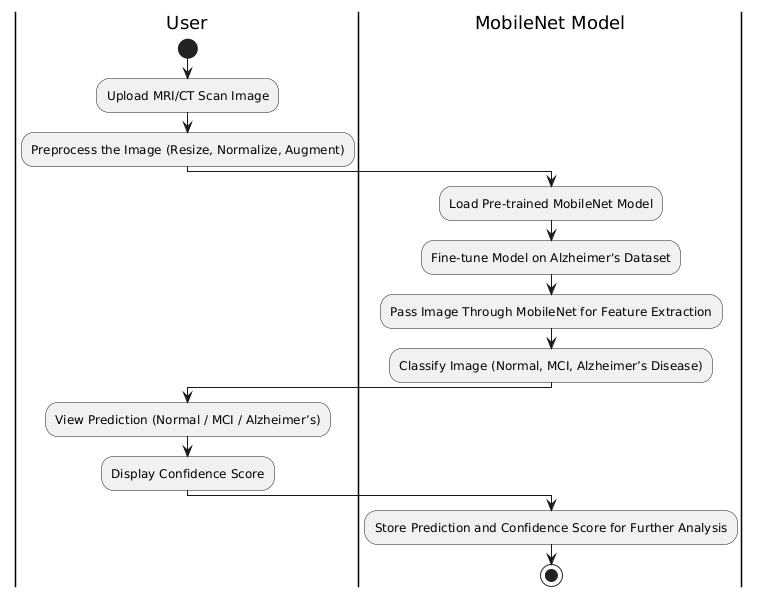 User
MobileNet Model
Upload MRI/CT Scan Image
Preprocess the Image (Resize, Normalize, Augment)
Load Pre-trained MobileNet Model
Fine-tune Model on Alzheimer's Dataset
Pass Image Through MobileNet for Feature Extraction
Classify Image (Normal, MCI, Alzheimer’s Disease)
View Prediction (Normal / MCI / Alzheimer’s)
Display Confidence Score
Store Prediction and Confidence Score for Further Analysis